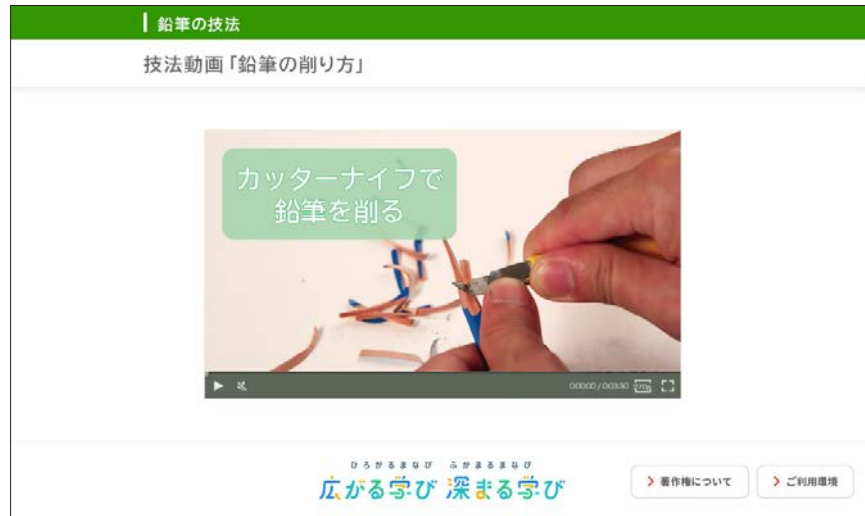 鉛筆の技法
技法動画「鉛筆の削り方」
カッターナイフで
鉛筆を削る
00:00:00 / 00:03:30
ひろがるまなび ふかまるまなび
広がる学び 深まる学び
著作権について
ご利用環境